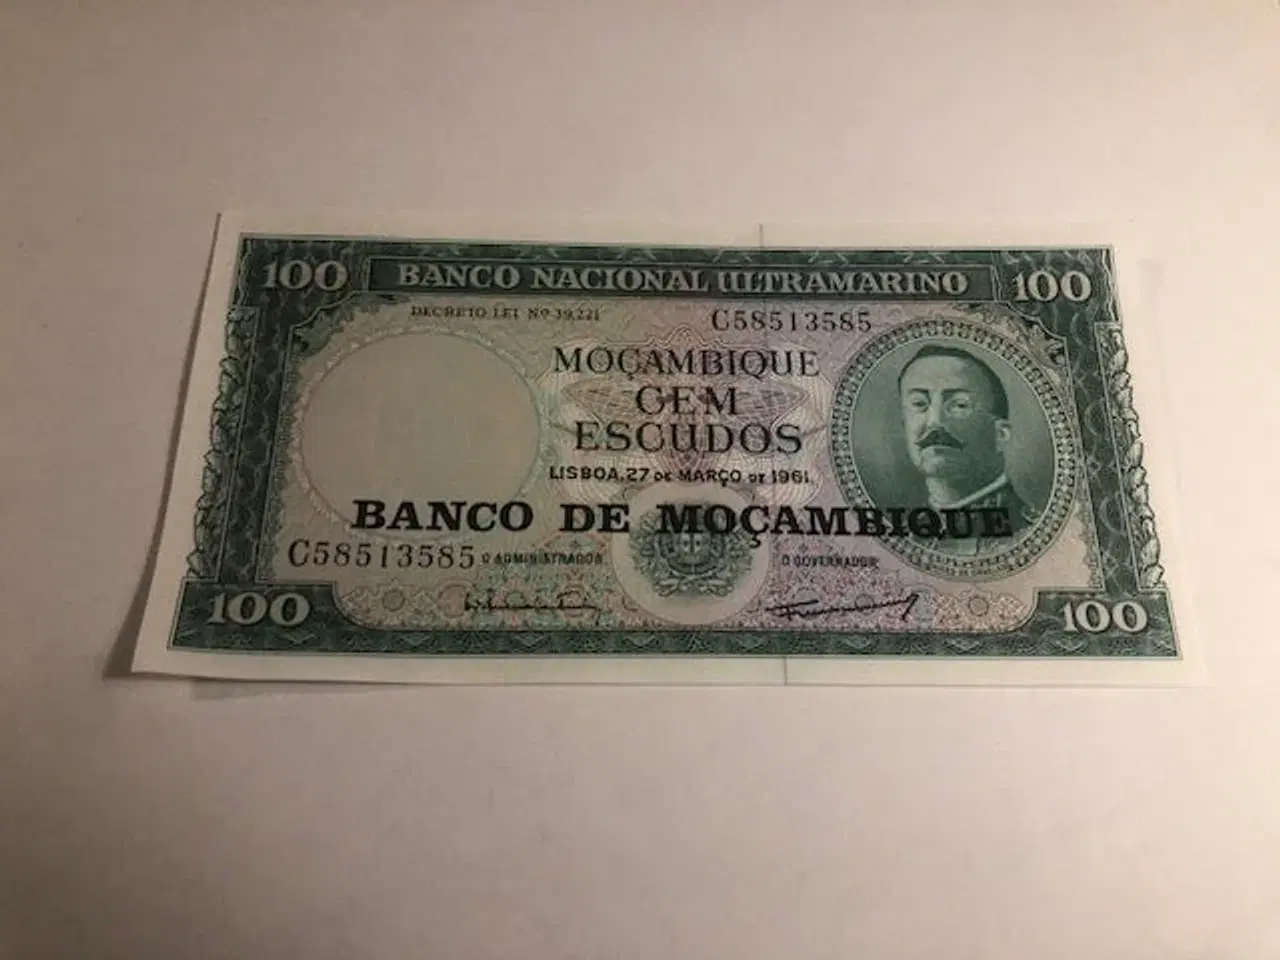 100 BANCO NACIONAL ULTRAMARINO 100
DECRETO LEI Nº 39,221 C58513585
MOÇAMBIQUE
CEM
ESCUDOS
LISBOA, 27 DE MARÇO DE 1961
BANCO DE MOÇAMBIQUE
C58513585 O ADMINISTRADOR O GOVERNADOR
100 100